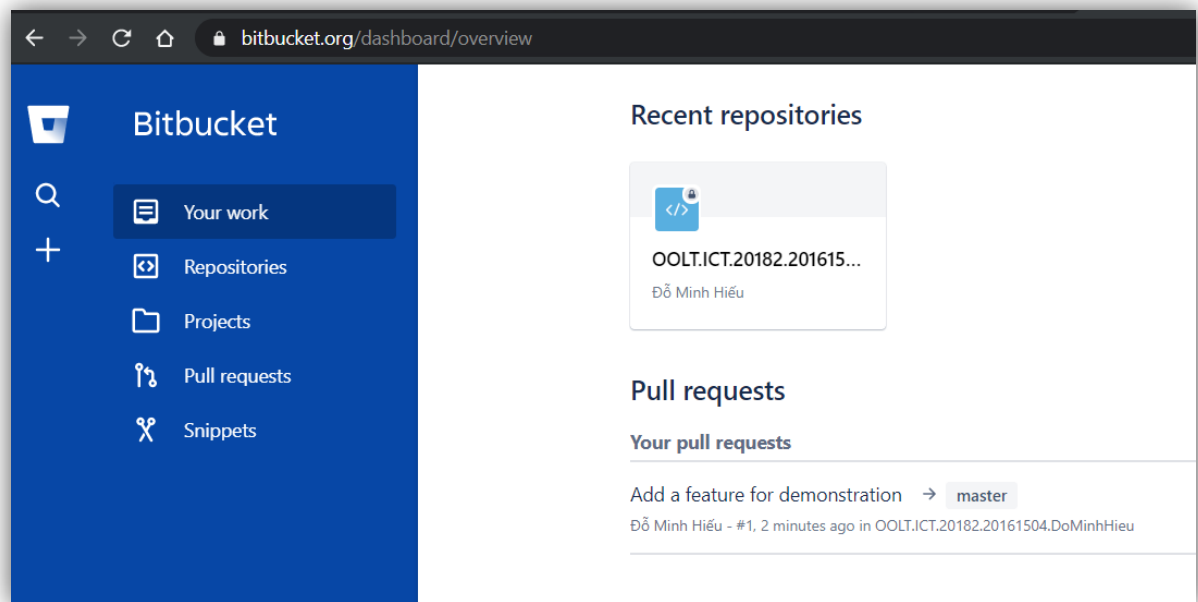 bitbucket.org/dashboard/overview
Bitbucket
Your work
Repositories
Projects
Pull requests
Snippets
Recent repositories
OOLT.ICT.20182.201615...
Đỗ Minh Hiếu
Pull requests
Your pull requests
Add a feature for demonstration → master
Đỗ Minh Hiếu - #1, 2 minutes ago in OOLT.ICT.20182.20161504.DoMinhHieu